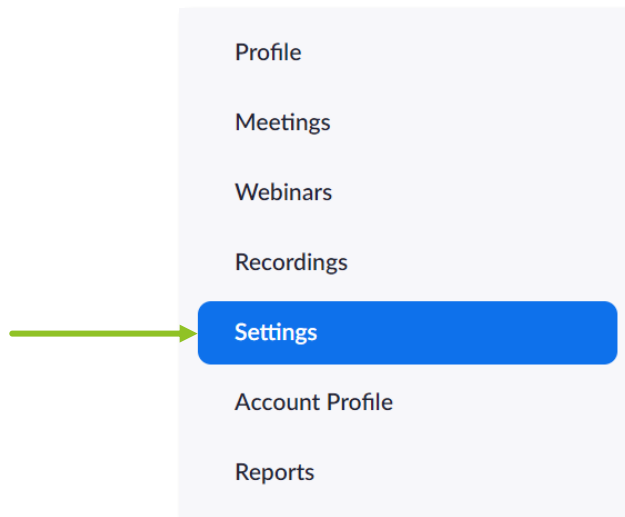 Profile
Meetings
Webinars
Recordings
Settings
Account Profile
Reports